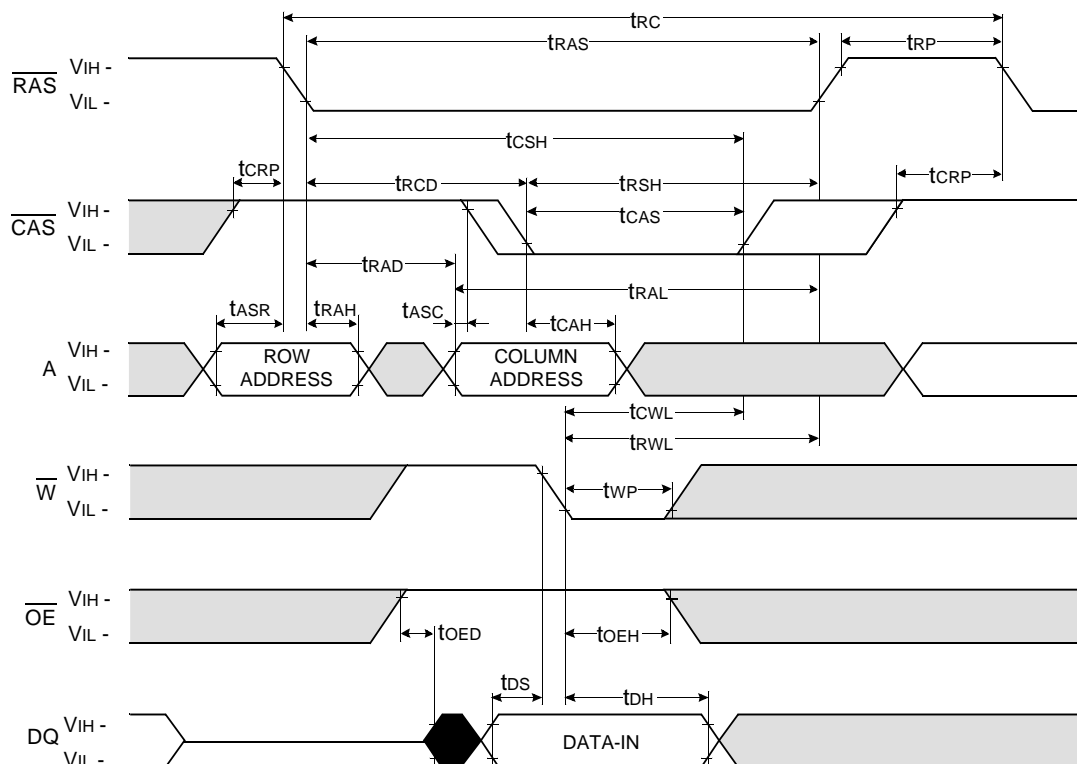 tRC
tRAS
tRP
RAS
VIH -
VIL -
tCSH
tCRP
tRCD
tRSH
tCRP
CAS
VIH -
VIL -
tCAS
tRAD
tRAL
tASR
tRAH
tASC
tCAH
A
VIH -
VIL -
ROW
ADDRESS
COLUMN
ADDRESS
tCWL
tRWL
W
VIH -
VIL -
tWP
OE
VIH -
VIL -
tOED
tOEH
tDS
tDH
DQ
VIH -
VIL -
DATA-IN